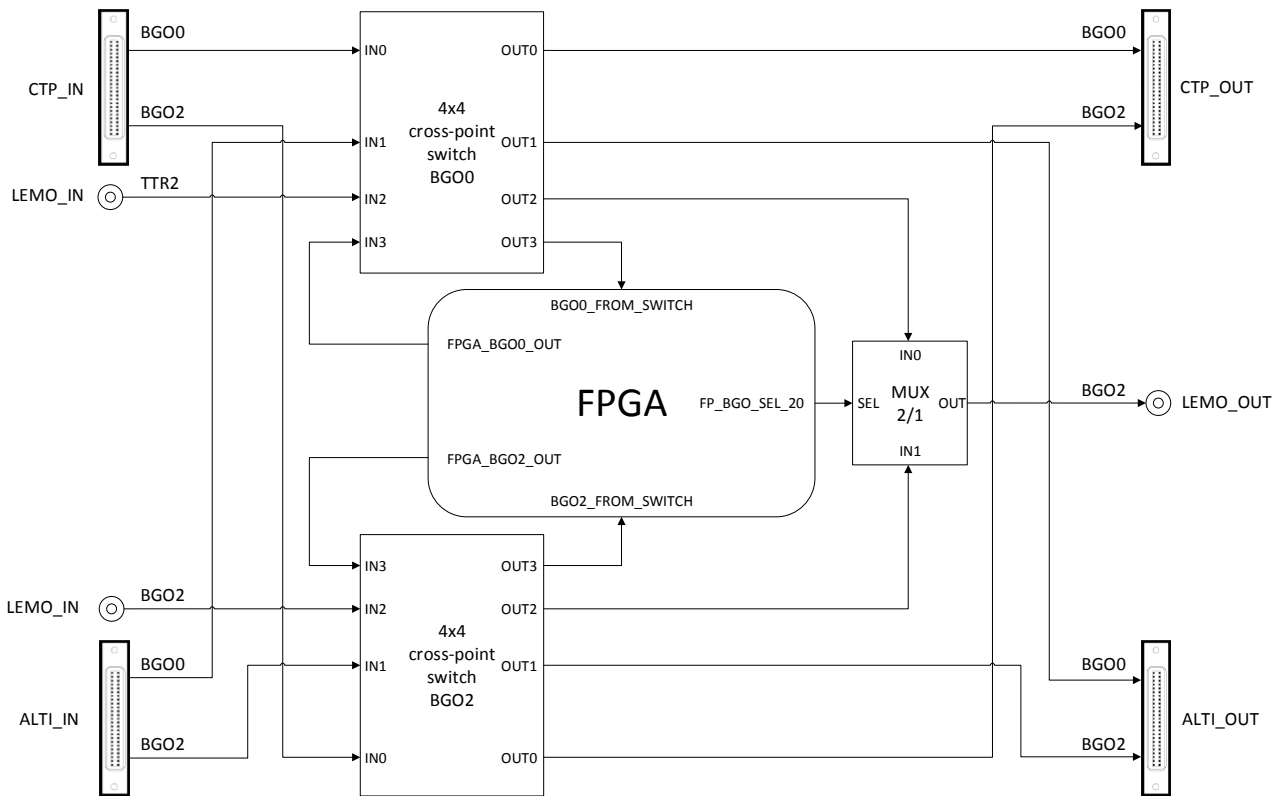 BGO0
CTP_IN
BGO2
LEMO_IN
TTR2
IN0
IN1
IN2
IN3
4x4
cross-point
switch
BGO0
OUT0
OUT1
OUT2
OUT3
BGO0
CTP_OUT
BGO2
BGO0_FROM_SWITCH
FPGA_BGO0_OUT
FPGA
FP_BGO_SEL_20
FPGA_BGO2_OUT
BGO2_FROM_SWITCH
IN0
SEL
MUX
2/1
OUT
IN1
BGO2
LEMO_OUT
LEMO_IN
BGO2
BGO0
ALTI_IN
BGO2
IN3
IN2
IN1
IN0
4x4
cross-point
switch
BGO2
OUT3
OUT2
OUT1
OUT0
BGO0
ALTI_OUT
BGO2